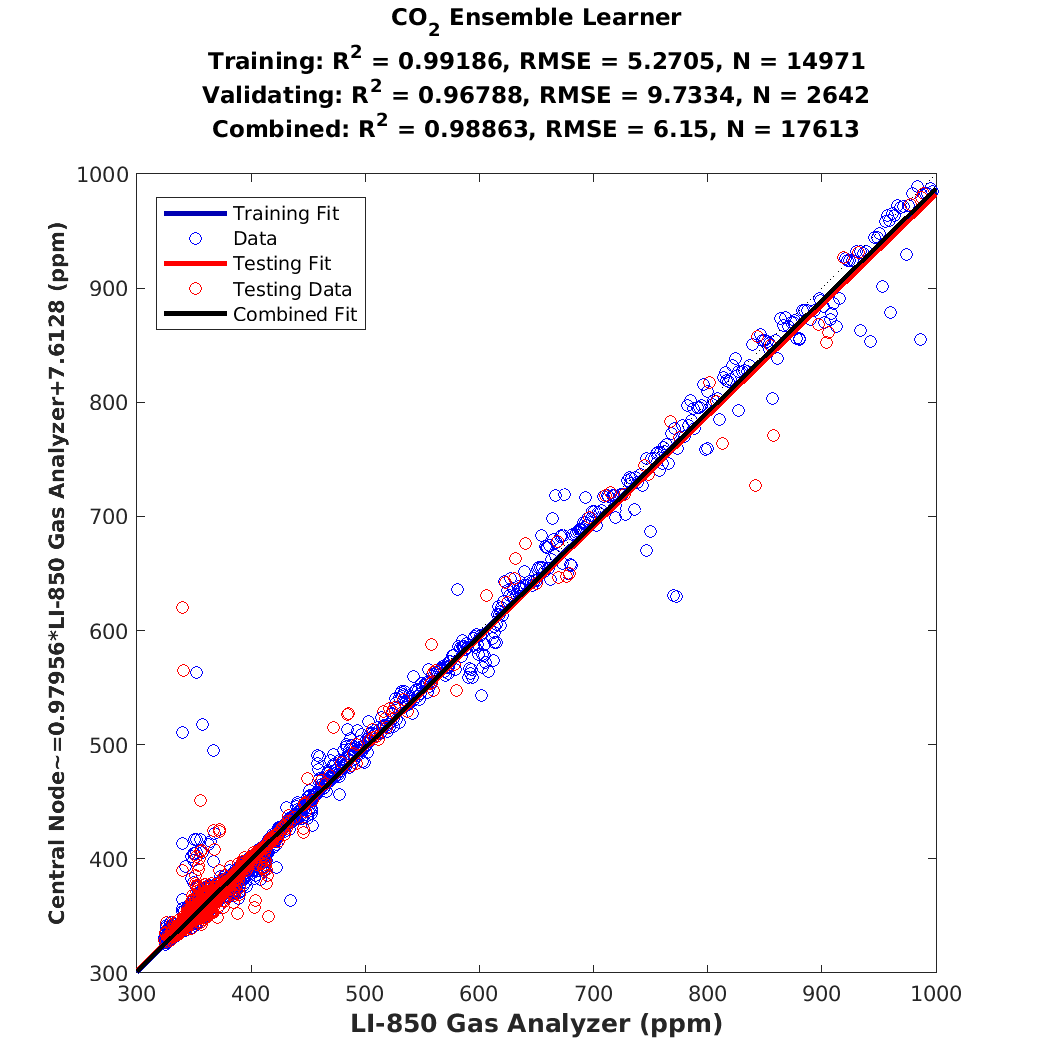 CO2 Ensemble Learner
Training: R2 = 0.99186, RMSE = 5.2705, N = 14971
Validating: R2 = 0.96788, RMSE = 9.7334, N = 2642
Combined: R2 = 0.98863, RMSE = 6.15, N = 17613
Central Node~=0.97956*LI-850 Gas Analyzer+7.6128 (ppm)
1000
900
800
700
600
500
400
300
Training Fit
Data
Testing Fit
Testing Data
Combined Fit
300 400 500 600 700 800 900 1000
LI-850 Gas Analyzer (ppm)